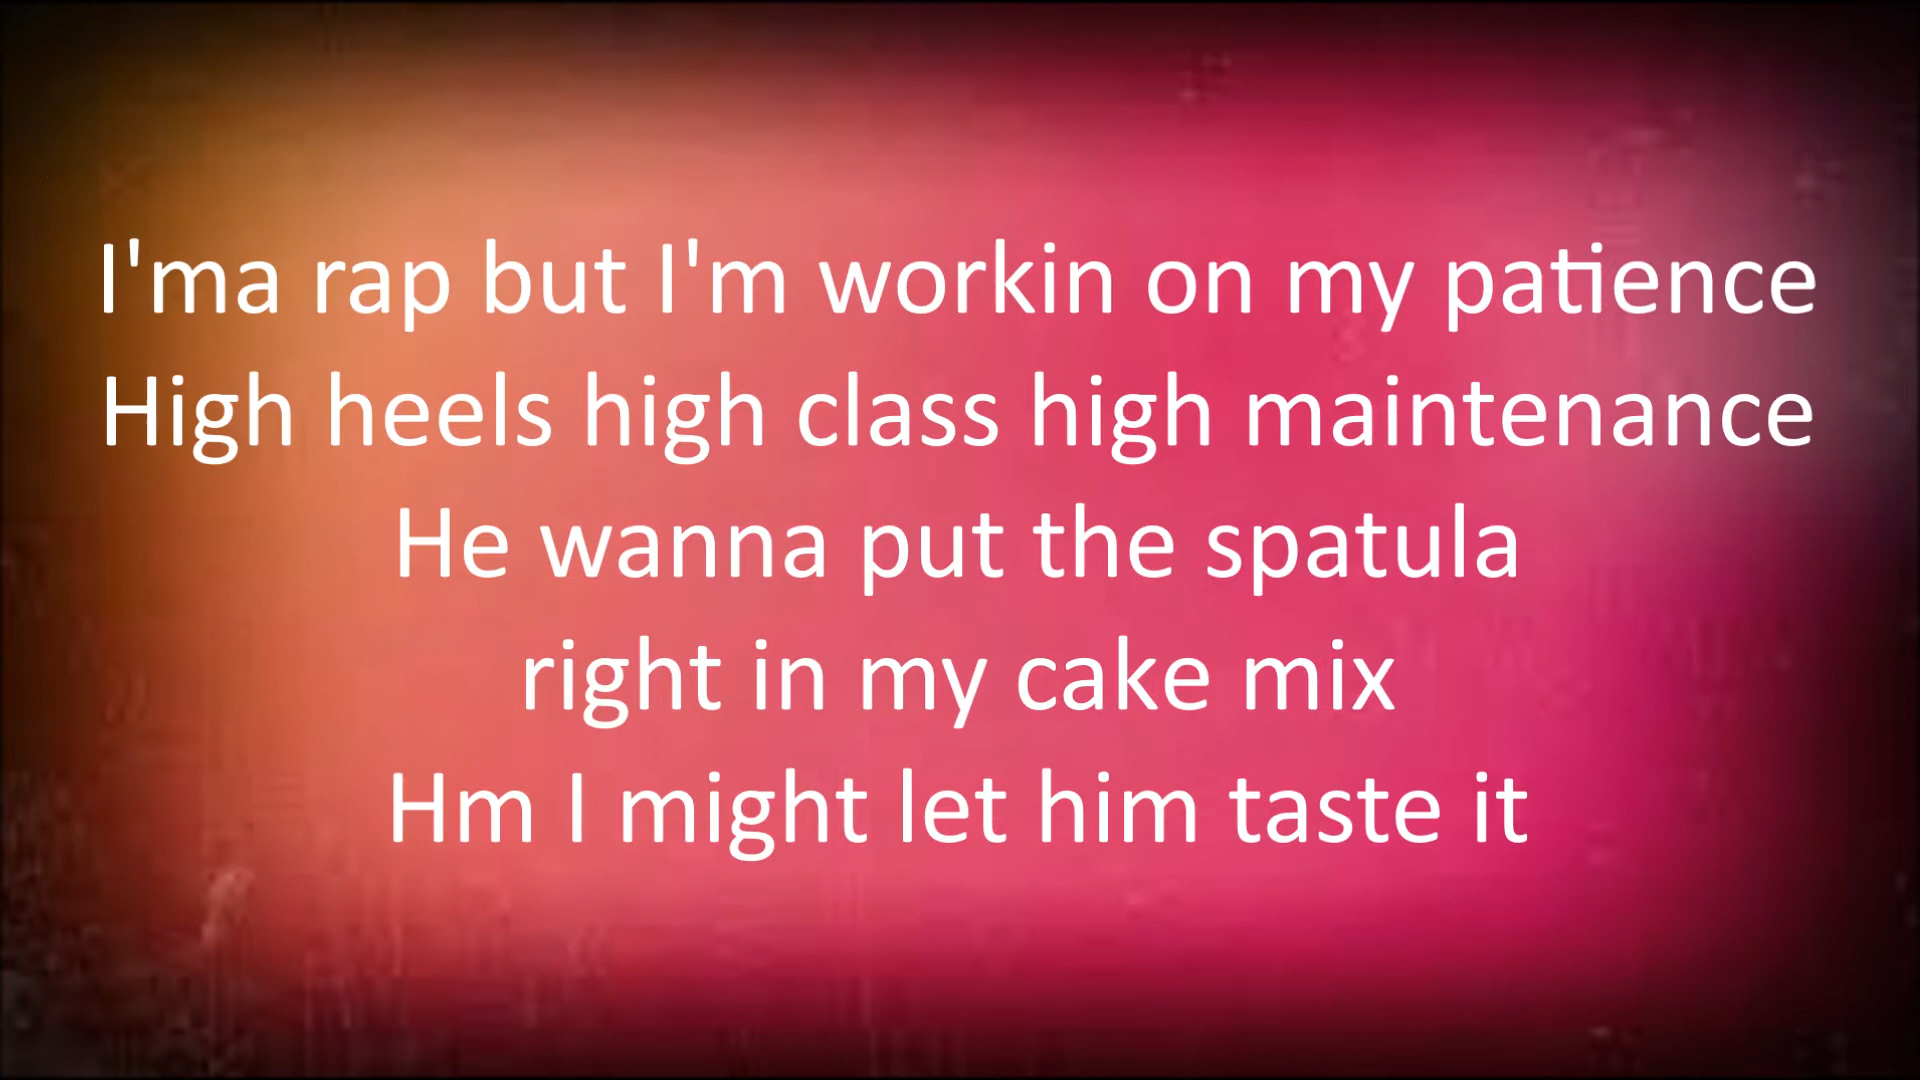 I'ma rap but I'm workin on my patience
High heels high class high maintenance
He wanna put the spatula
right in my cake mix
Hm I might let him taste it